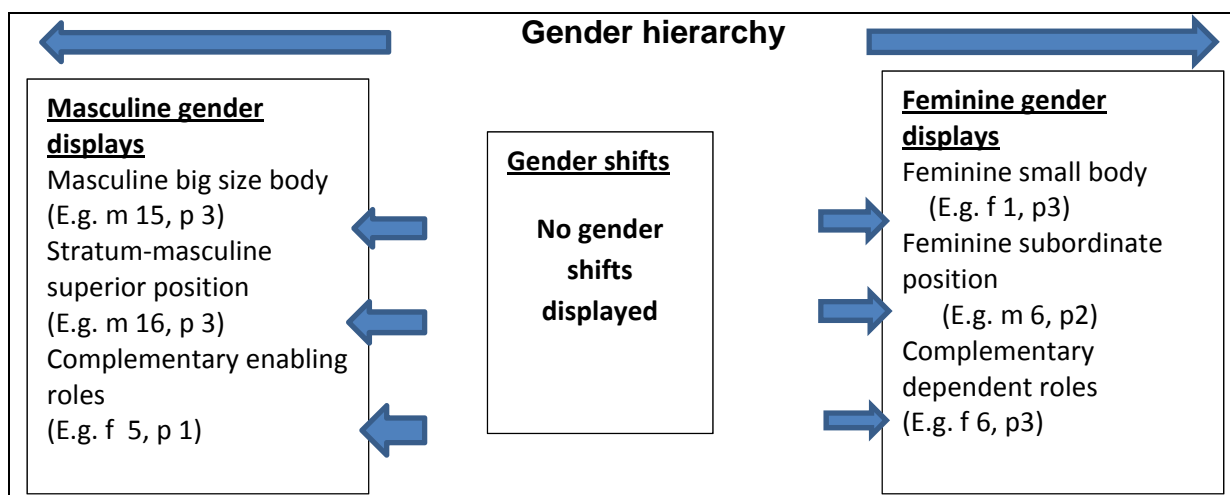 Gender hierarchy
Masculine gender
displays
Masculine big size body
(E.g. m 15, p 3)
Stratum-masculine
superior position
(E.g. m 16, p 3)
Complementary enabling
roles
(E.g. f 5, p 1)
Gender shifts
No gender
shifts
displayed
Feminine gender
displays
Feminine small body
(E.g. f 1, p3)
Feminine subordinate
position
(E.g. m 6, p2)
Complementary
dependent roles
(E.g. f 6, p3)